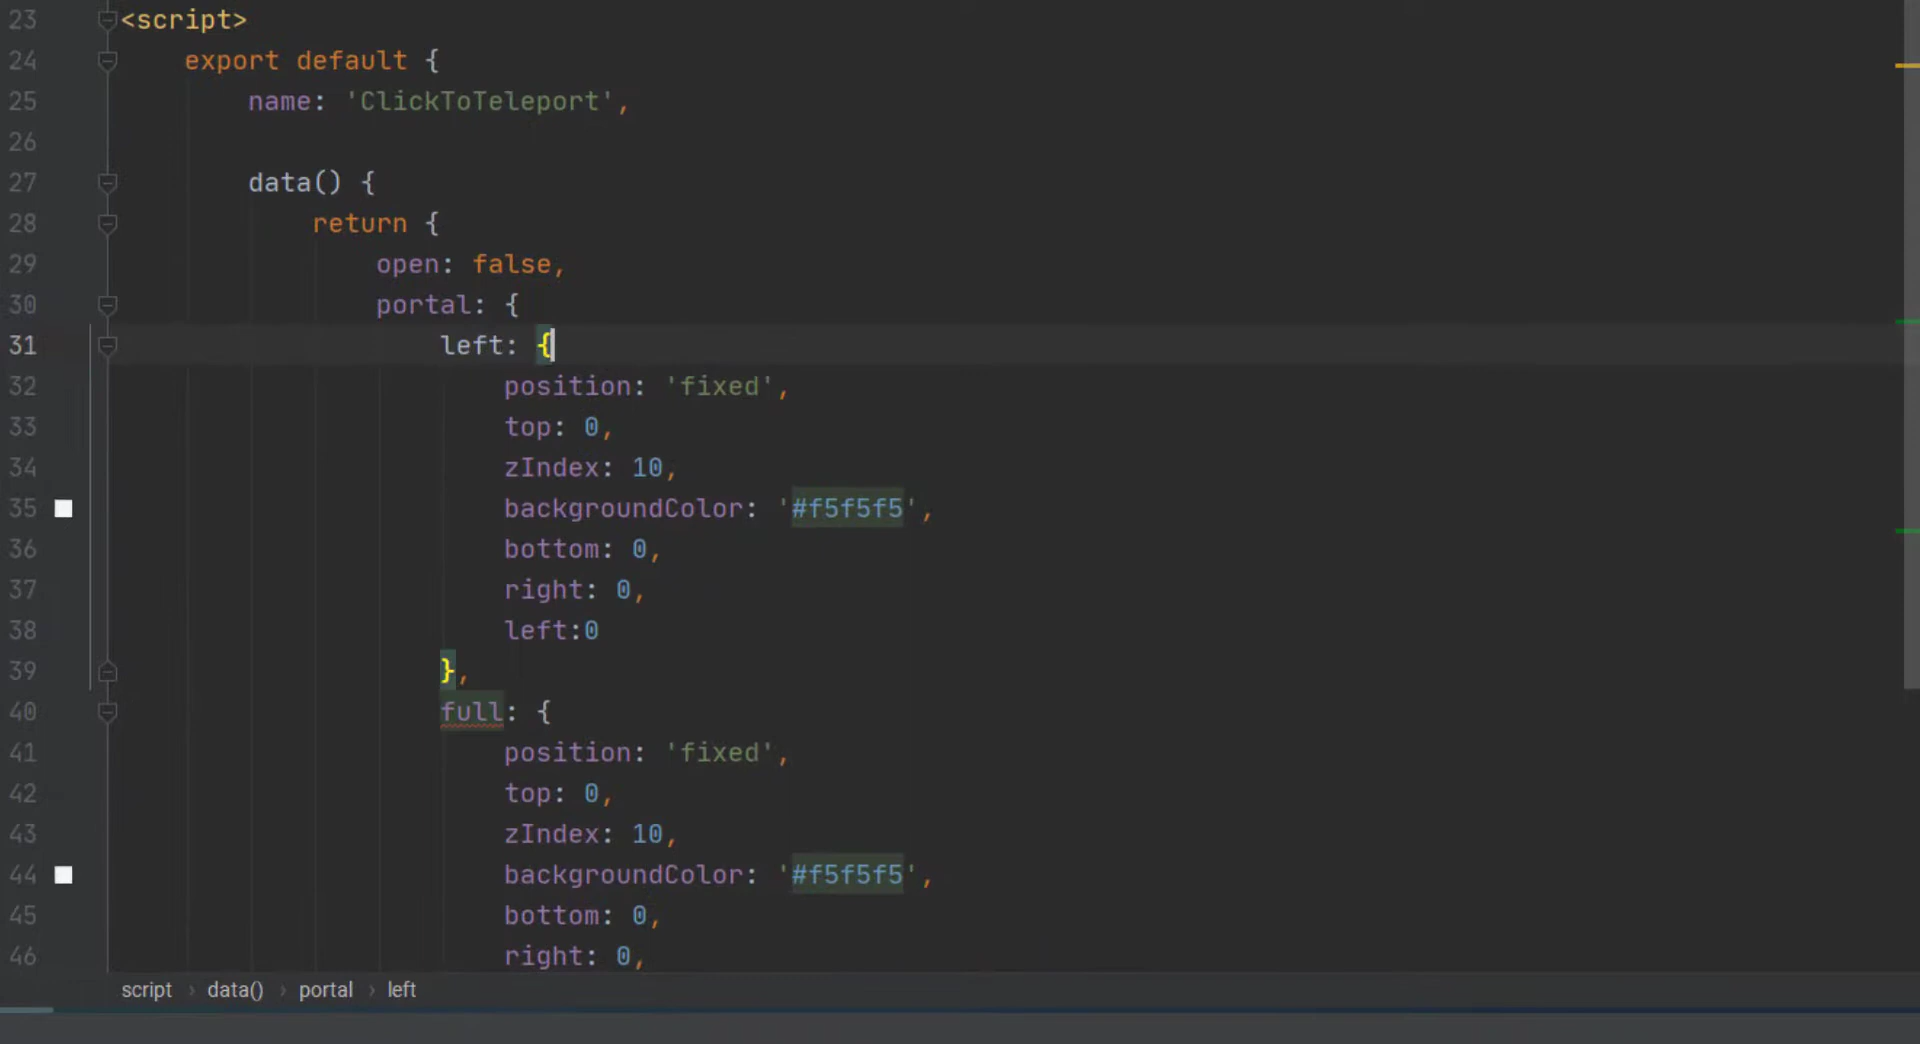 23 <script>
24 export default {
25 name: 'ClickToTeleport',
26
27 data() {
28 return {
29 open: false,
30 portal: {
31 left: {
32 position: 'fixed',
33 top: 0,
34 zIndex: 10,
35 backgroundColor: '#f5f5f5',
36 bottom: 0,
37 right: 0,
38 left:0
39 },
40 full: {
41 position: 'fixed',
42 top: 0,
43 zIndex: 10,
44 backgroundColor: '#f5f5f5',
45 bottom: 0,
46 right: 0,
script › data() › portal › left